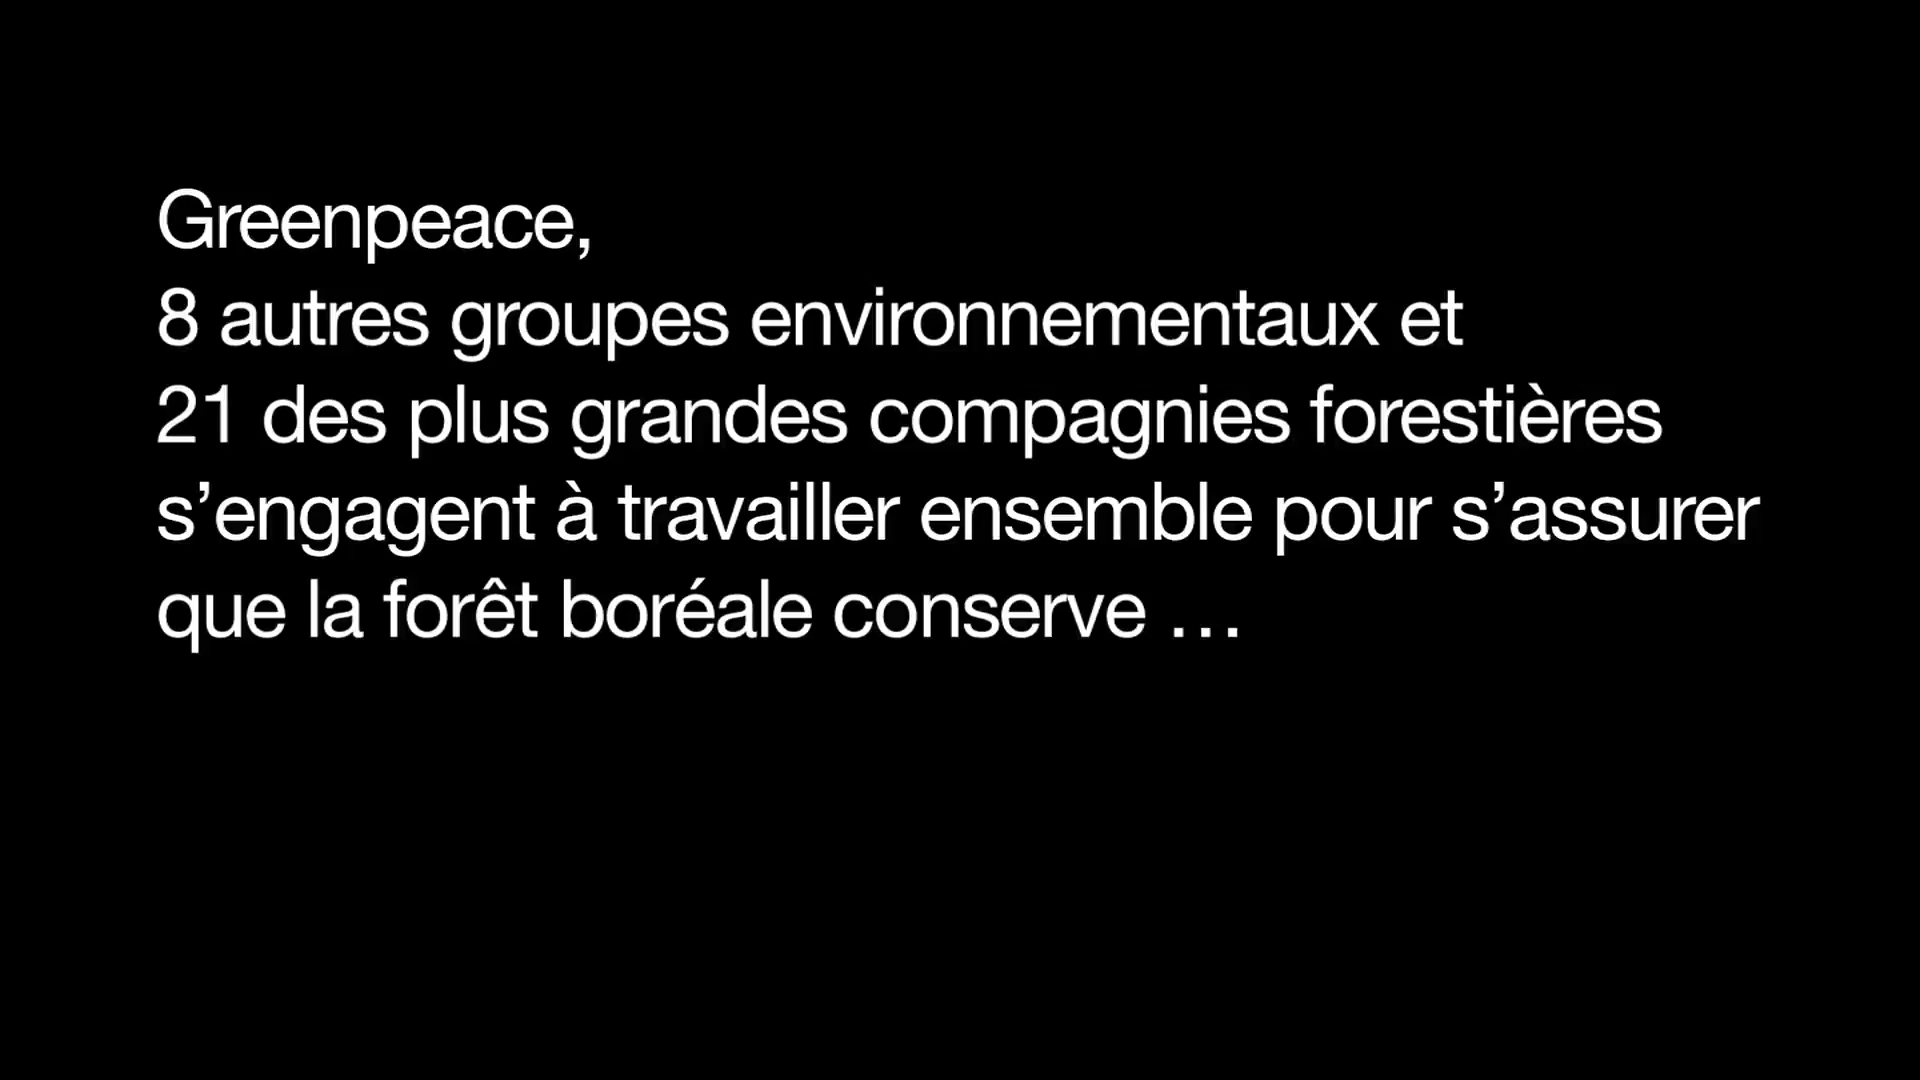 Greenpeace,
8 autres groupes environnementaux et
21 des plus grandes compagnies forestières
s’engagent à travailler ensemble pour s’assurer
que la forêt boréale conserve …